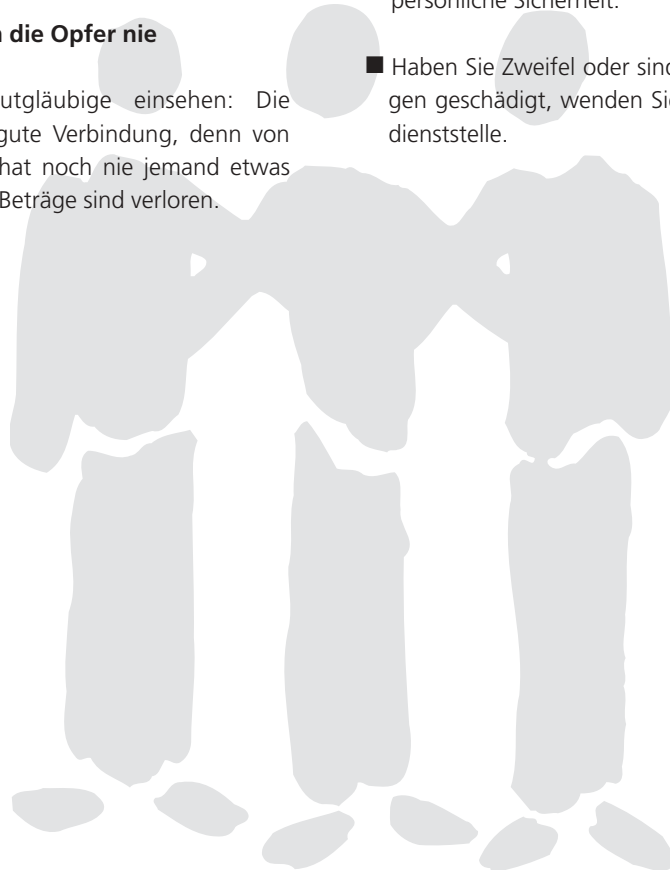 die Opfer nie
utgläubige einsehen: Die
gute Verbindung, denn von
hat noch nie jemand etwas
Beträge sind verloren.
persönliche Sicherheit.
■ Haben Sie Zweifel oder sind
gen geschädigt, wenden
dienststelle.